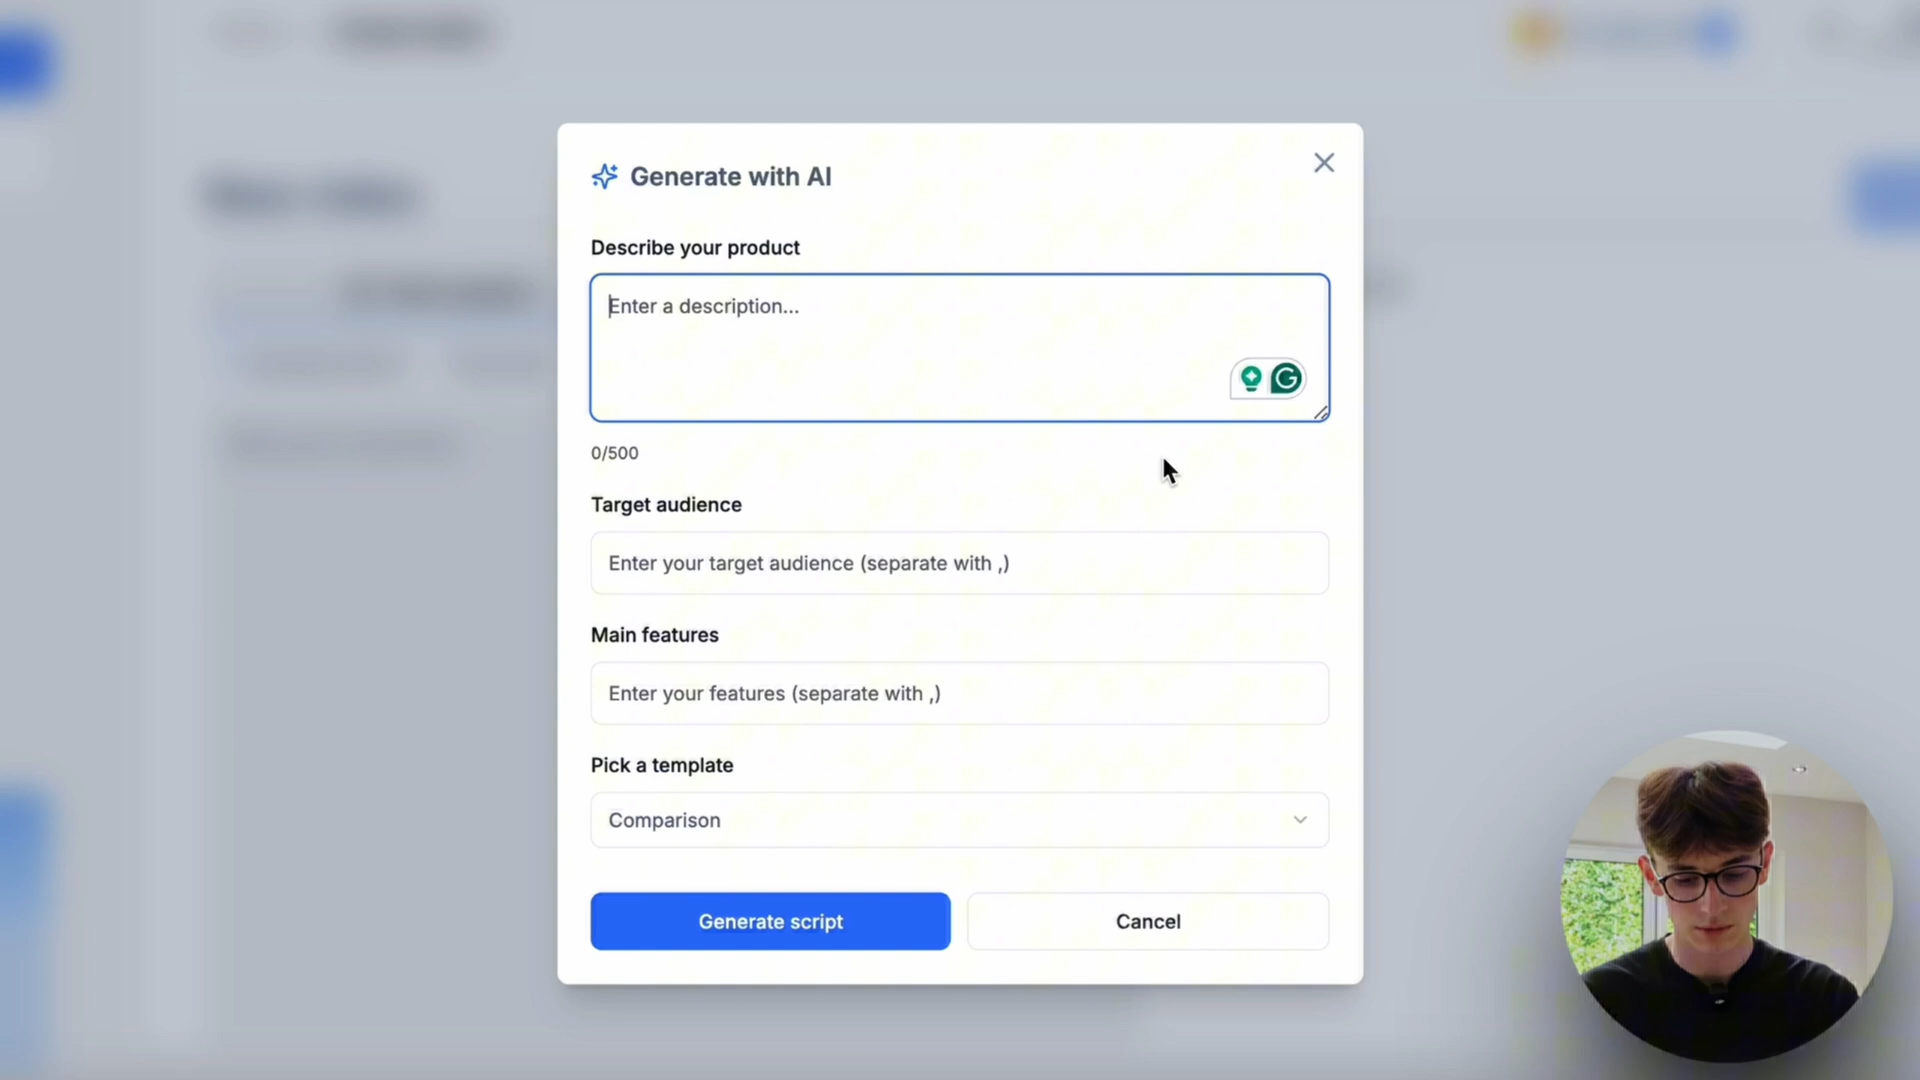 Generate with AI
Describe your product
Enter a description...
0/500
Target audience
Enter your target audience (separate with ,)
Main features
Enter your features (separate with ,)
Pick a template
Comparison
Generate script
Cancel